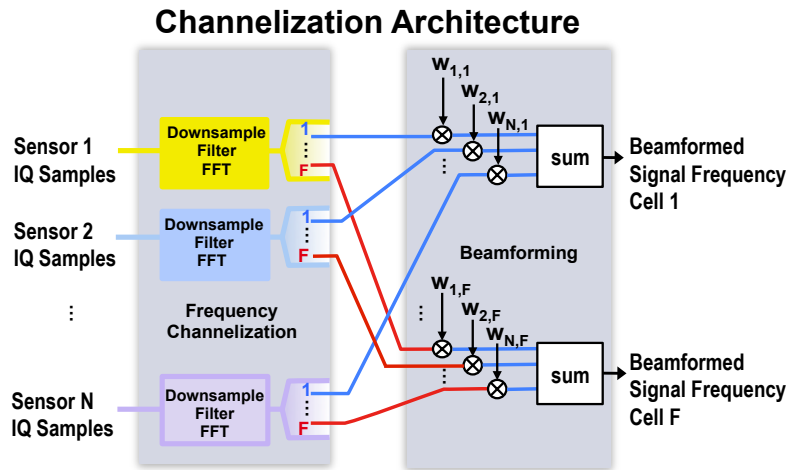 Channelization Architecture
Sensor 1
IQ Samples
Downsample
Filter
FFT
1
F
Sensor 2
IQ Samples
Downsample
Filter
FFT
1
F
Frequency
Channelization
Sensor N
IQ Samples
Downsample
Filter
FFT
1
F
w1,1
w2,1
wN,1
sum
Beamformed
Signal Frequency
Cell 1
Beamforming
w1,F
w2,F
wN,F
sum
Beamformed
Signal Frequency
Cell F